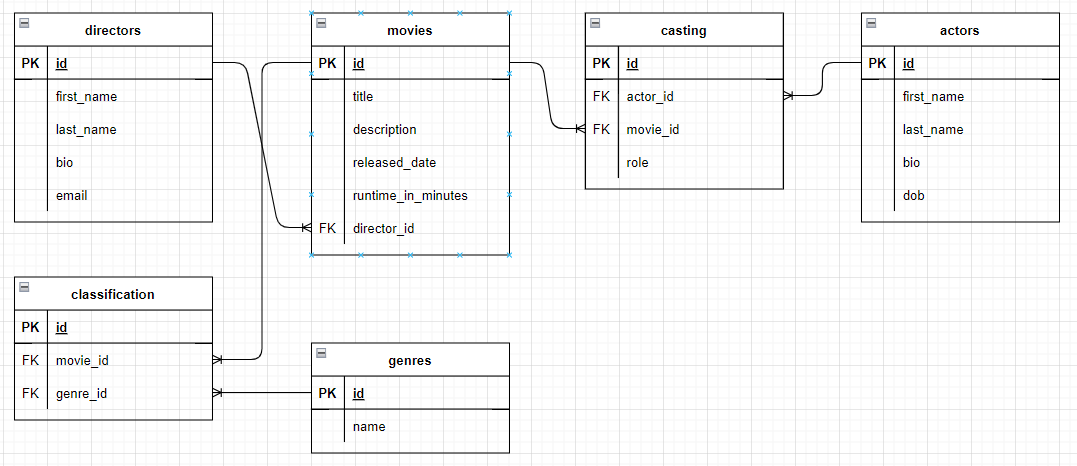 directors
PK id
first_name
last_name
bio
email
movies
PK id
title
description
released_date
runtime_in_minutes
FK director_id
casting
PK id
FK actor_id
FK movie_id
role
actors
PK id
first_name
last_name
bio
dob
classification
PK id
FK movie_id
FK genre_id
genres
PK id
name